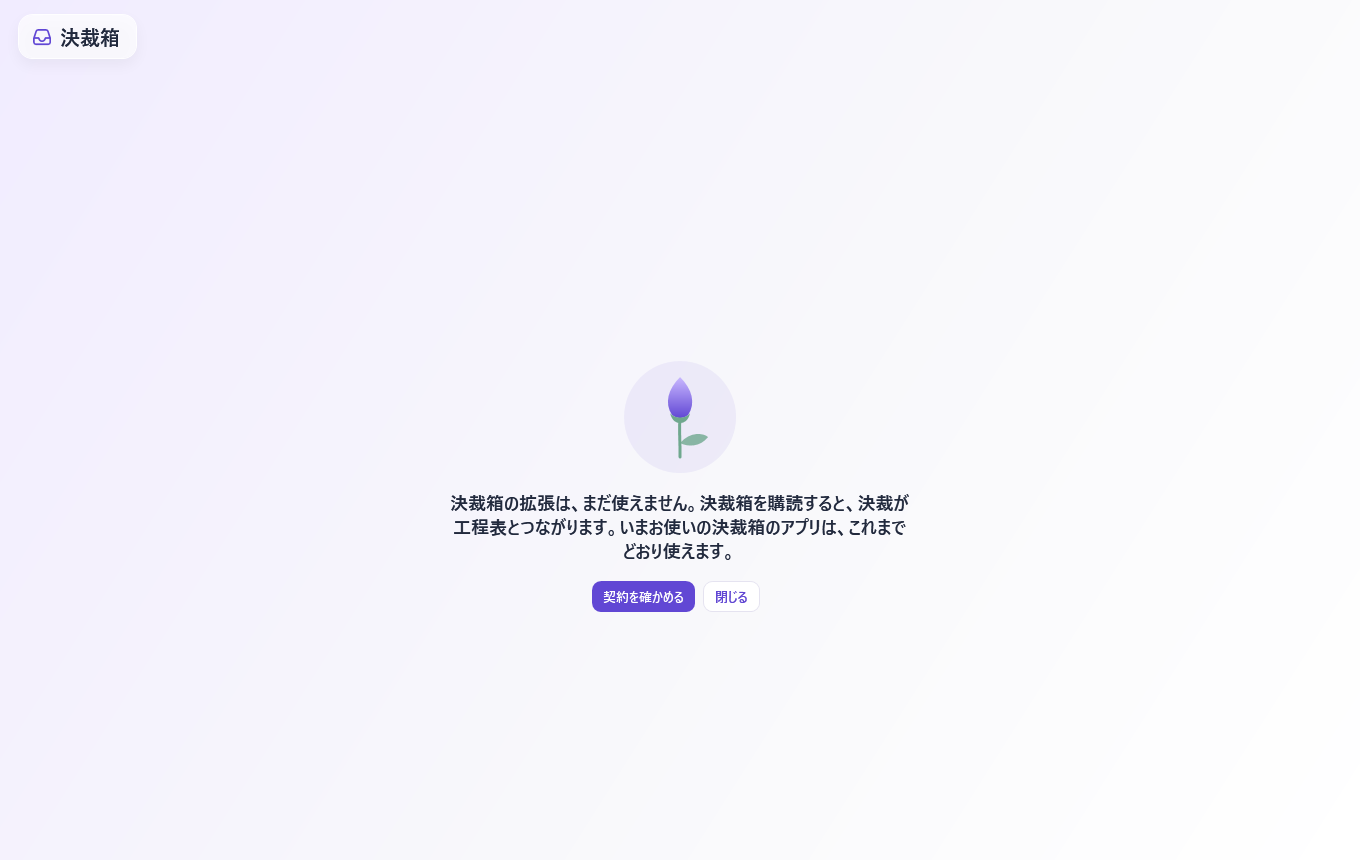 決裁箱
決裁箱の拡張は、まだ使えません。決裁箱を購読すると、決裁が
工程表とつながります。いまお使いの決裁箱のアプリは、これまで
どおり使えます。
契約を確かめる
閉じる